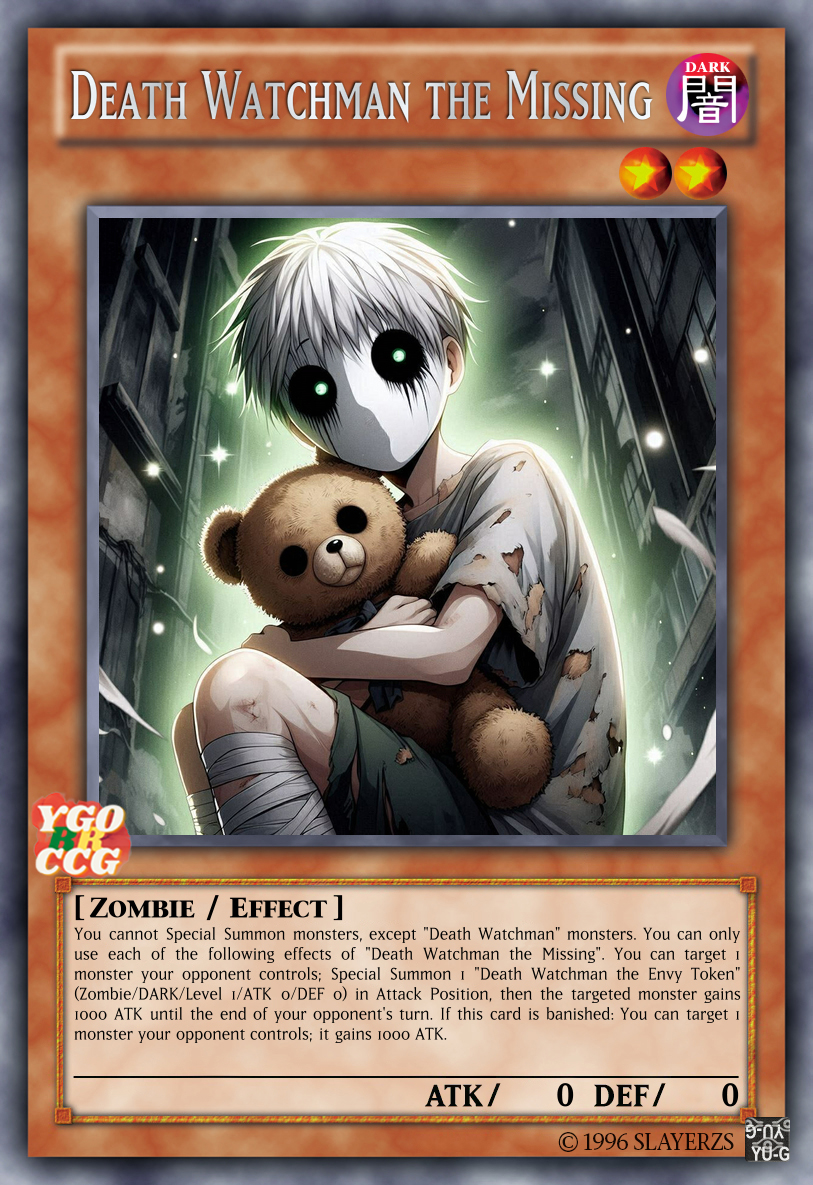 Death Watchman the Missing
DARK
闇
YGO
BR
CCG
[ Zombie / Effect ]
You cannot Special Summon monsters, except "Death Watchman" monsters. You can only
use each of the following effects of "Death Watchman the Missing". You can target 1
monster your opponent controls; Special Summon 1 "Death Watchman the Envy Token"
(Zombie/DARK/Level 1/ATK 0/DEF 0) in Attack Position, then the targeted monster gains
1000 ATK until the end of your opponent's turn. If this card is banished: You can target 1
monster your opponent controls; it gains 1000 ATK.
ATK/ 0 DEF/ 0
© 1996 SLAYERZS
YU-G